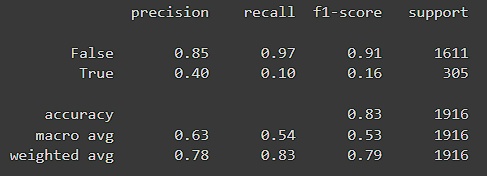 precision recall f1-score support
False 0.85 0.97 0.91 1611
True 0.40 0.10 0.16 305
accuracy 0.83 1916
macro avg 0.63 0.54 0.53 1916
weighted avg 0.78 0.83 0.79 1916